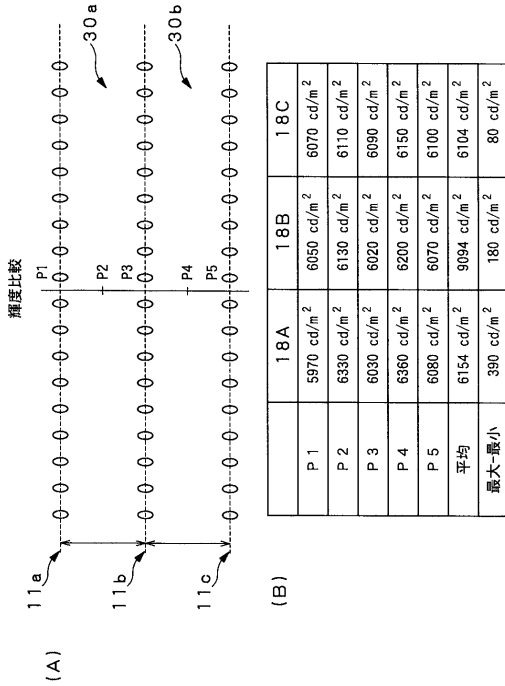 輝度比較
(A)
11a
11b
11c
P1
P2
P3
P4
P5
30a
30b
(B)
18A 18B 18C
P1 5970 cd/m² 6050 cd/m² 6070 cd/m²
P2 6330 cd/m² 6130 cd/m² 6110 cd/m²
P3 6030 cd/m² 6020 cd/m² 6090 cd/m²
P4 6360 cd/m² 6200 cd/m² 6150 cd/m²
P5 6080 cd/m² 6070 cd/m² 6100 cd/m²
平均 6154 cd/m² 9094 cd/m² 6104 cd/m²
最大-最小 390 cd/m² 180 cd/m² 80 cd/m²